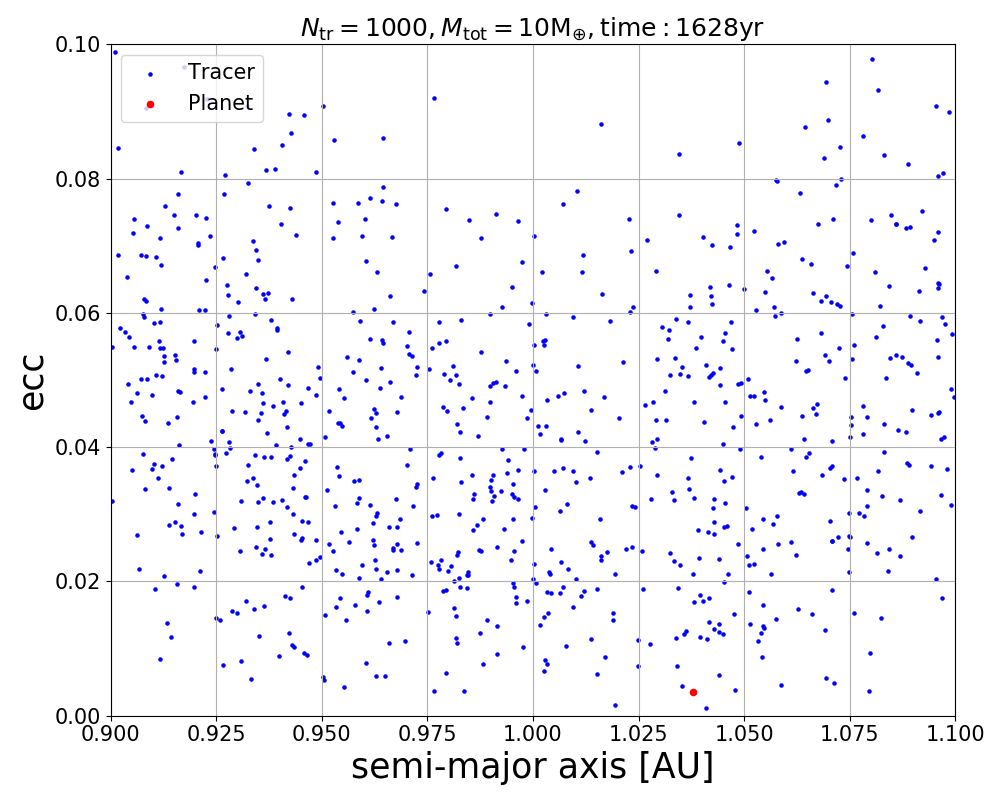 N_tr = 1000, M_tot = 10M_⊕, time : 1628yr
Tracer
Planet
ecc
0.10
0.08
0.06
0.04
0.02
0.00
0.900 0.925 0.950 0.975 1.000 1.025 1.050 1.075 1.100
semi-major axis [AU]